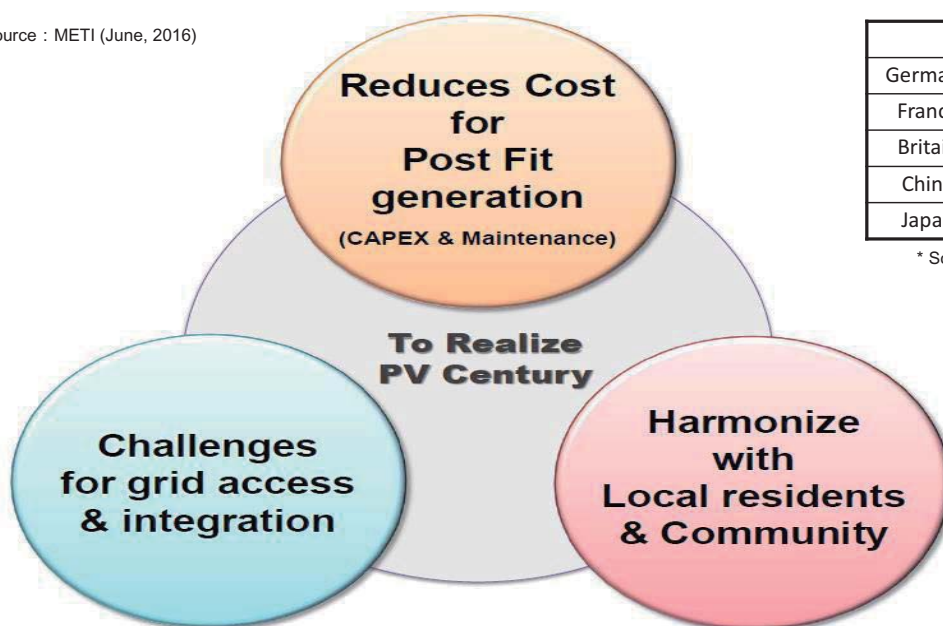 ource : METI (June, 2016)
Reduces Cost
for
Post Fit
generation
(CAPEX & Maintenance)
To Realize
PV Century
Challenges
for grid access
& integration
Harmonize
with
Local residents
& Community
Germa
Franc
Britai
Chin
Japa
* So